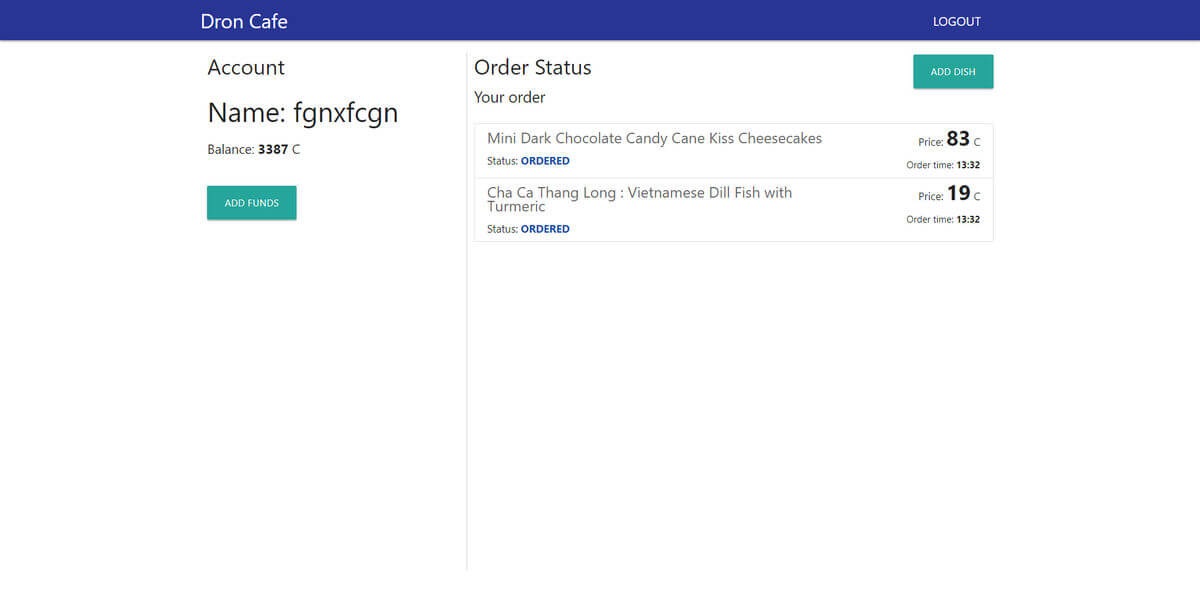 Dron Cafe
LOGOUT
Account
Name: fgnxfcgn
Balance: 3387 C
ADD FUNDS
Order Status
ADD DISH
Your order
Mini Dark Chocolate Candy Cane Kiss Cheesecakes
Price: 83 C
Status: ORDERED
Order time: 13:32
Cha Ca Thang Long : Vietnamese Dill Fish with
Turmeric
Price: 19 C
Order time: 13:32
Status: ORDERED